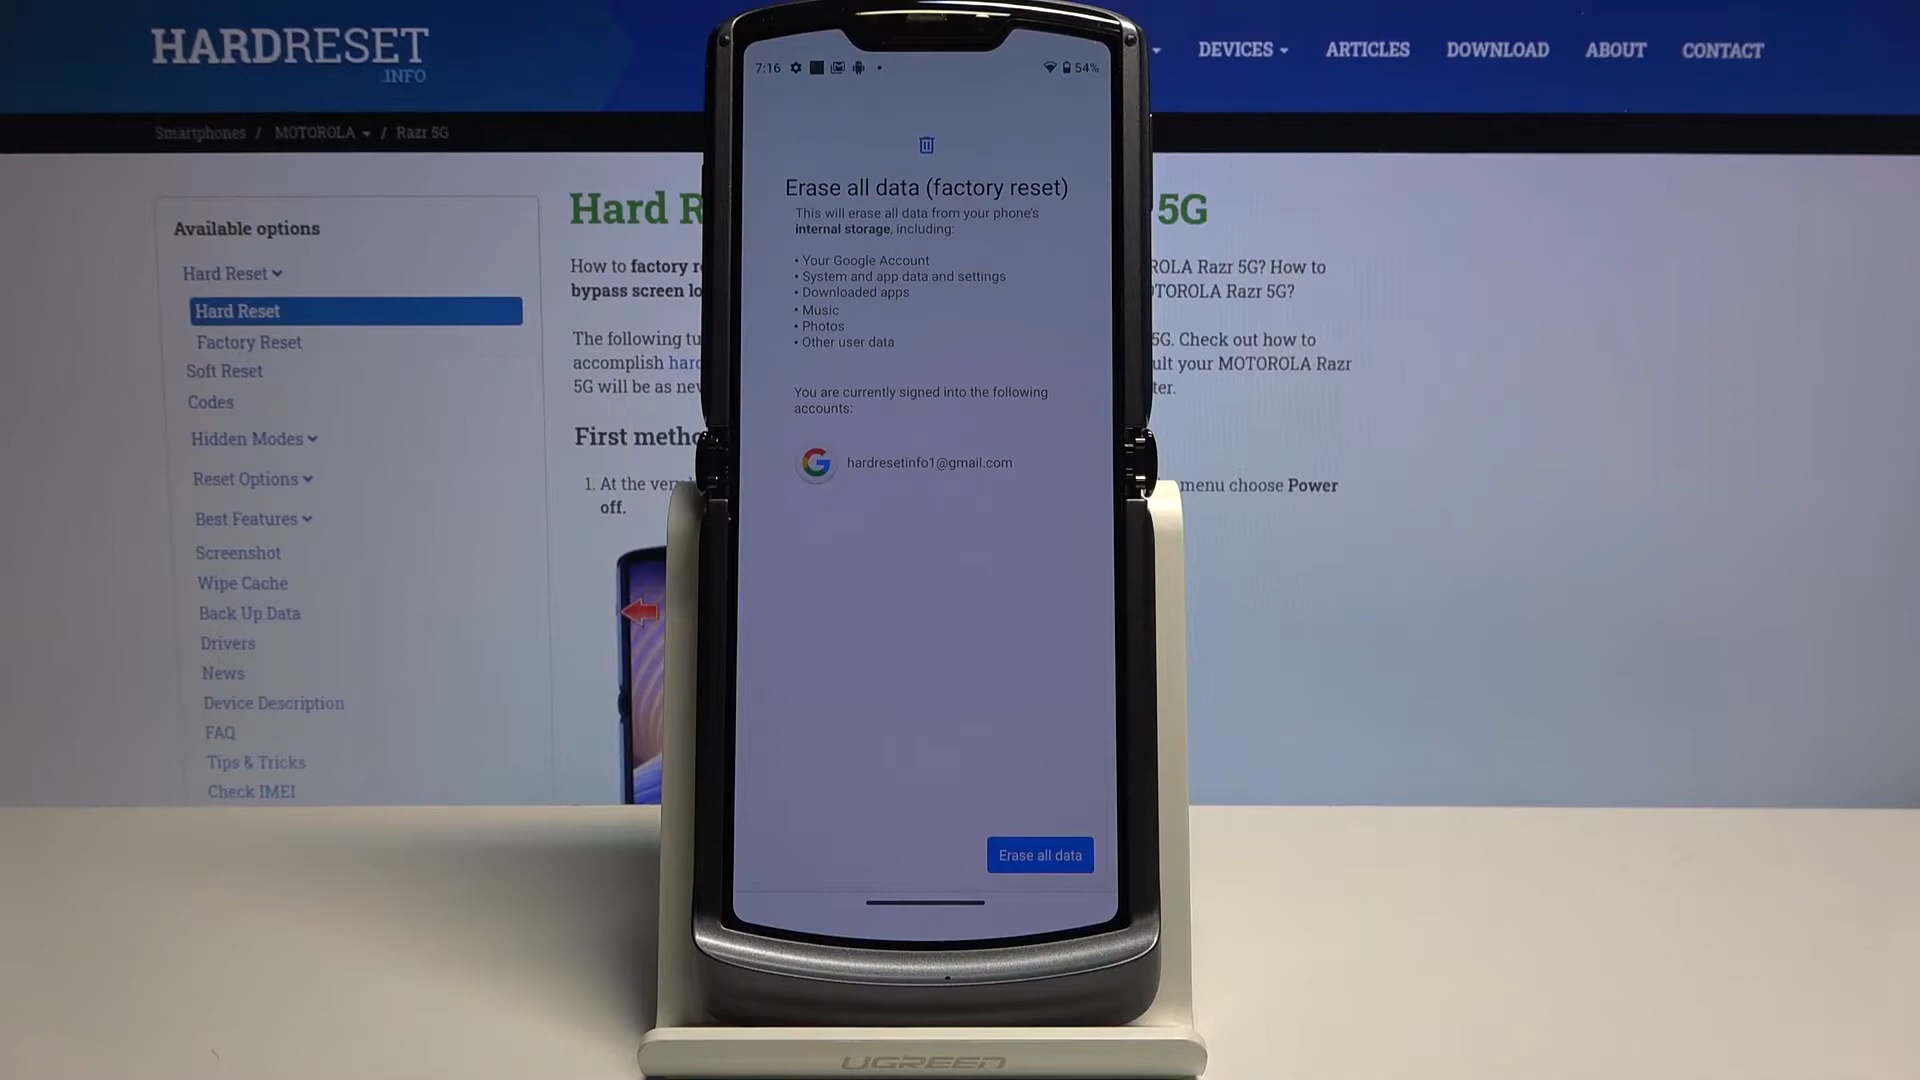 HARDRESET
.INFO
DEVICES
ARTICLES
DOWNLOAD
ABOUT
CONTACT
Smartphones / MOTOROLA / Razr 5G
Available options
Hard Reset
Hard Reset
Factory Reset
Soft Reset
Codes
Hidden Modes
Reset Options
Best Features
Screenshot
Wipe Cache
Back Up Data
Drivers
News
Device Description
FAQ
Tips & Tricks
Check IMEI
Hard R
5G
How to factory r
Razr 5G? How to
bypass screen lo
Razr 5G?
The following tu
5G. Check out how to
accomplish hard
your MOTOROLA Razr
5G will be as new
First metho
1. At the very
menu choose Power
off.
7:16
54%
Erase all data (factory reset)
This will erase all data from your phone's
internal storage, including:
• Your Google Account
• System and app data and settings
• Downloaded apps
• Music
• Photos
• Other user data
You are currently signed into the following
accounts:
hardresetinfo1@gmail.com
Erase all data
UGREEN